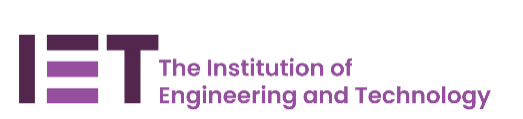 IET
The Institution of
Engineering and Technology